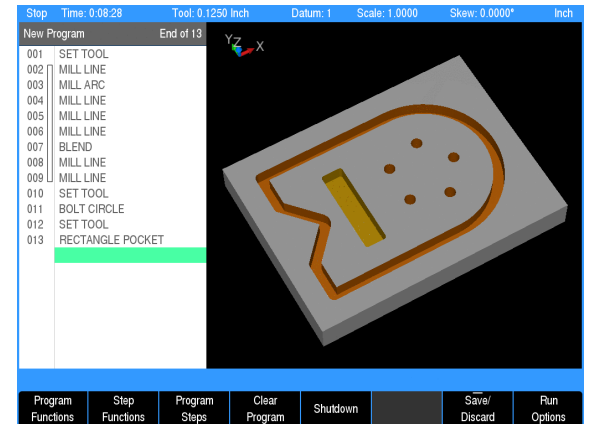 Stop Time: 0:08:28 Tool: 0.1250 Inch Datum: 1 Scale: 1.0000 Skew: 0.0000° Inch
New Program End of 13
001 SET TOOL
002 MILL LINE
003 MILL ARC
004 MILL LINE
005 MILL LINE
006 MILL LINE
007 BLEND
008 MILL LINE
009 MILL LINE
010 SET TOOL
011 BOLT CIRCLE
012 SET TOOL
013 RECTANGLE POCKET
Y
Z X
Program Functions
Step Functions
Program Steps
Clear Program
Shutdown
Save/ Discard
Run Options